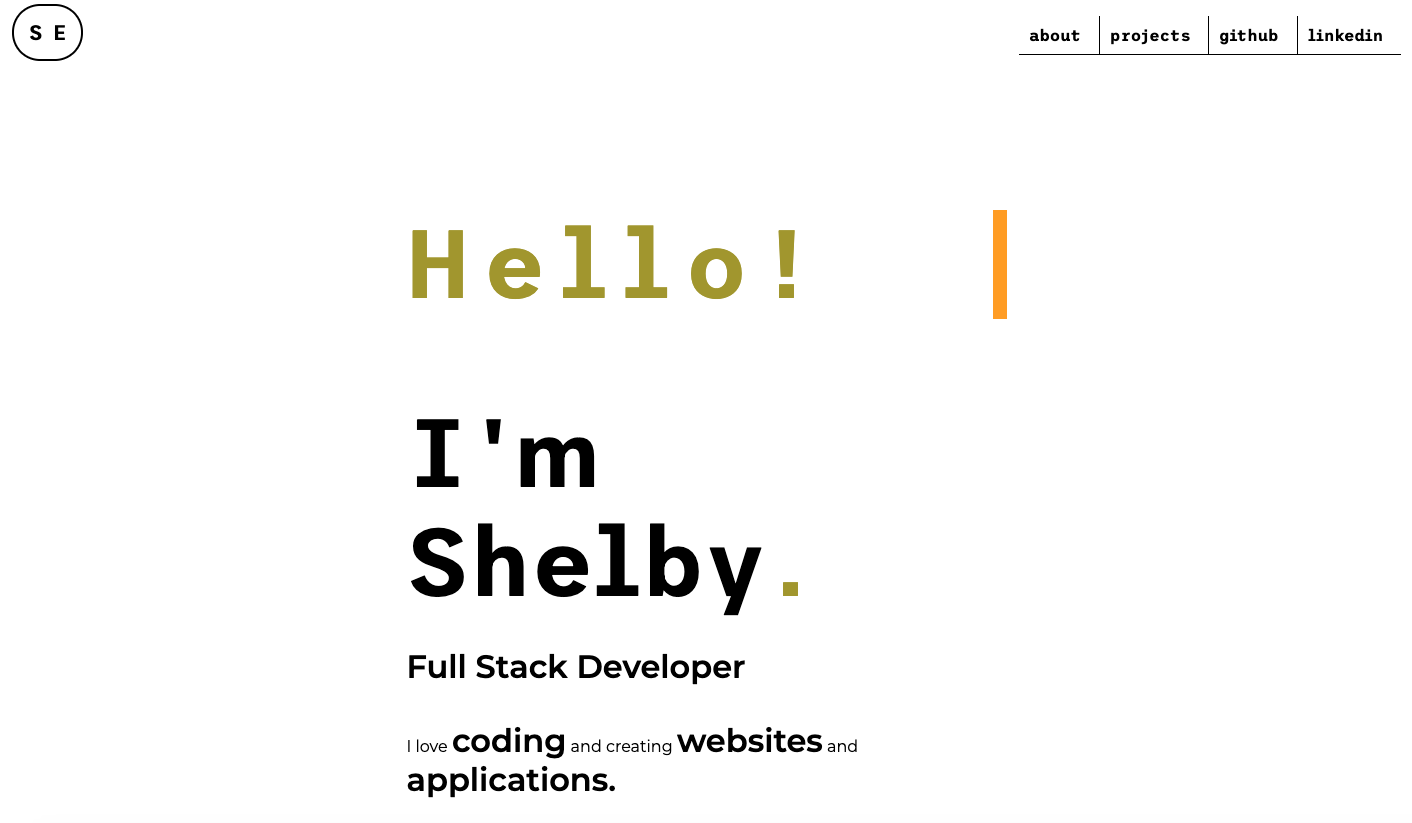 S E
about projects github linkedin
Hello!
I'm
Shelby.
Full Stack Developer
I love coding and creating websites and
applications.